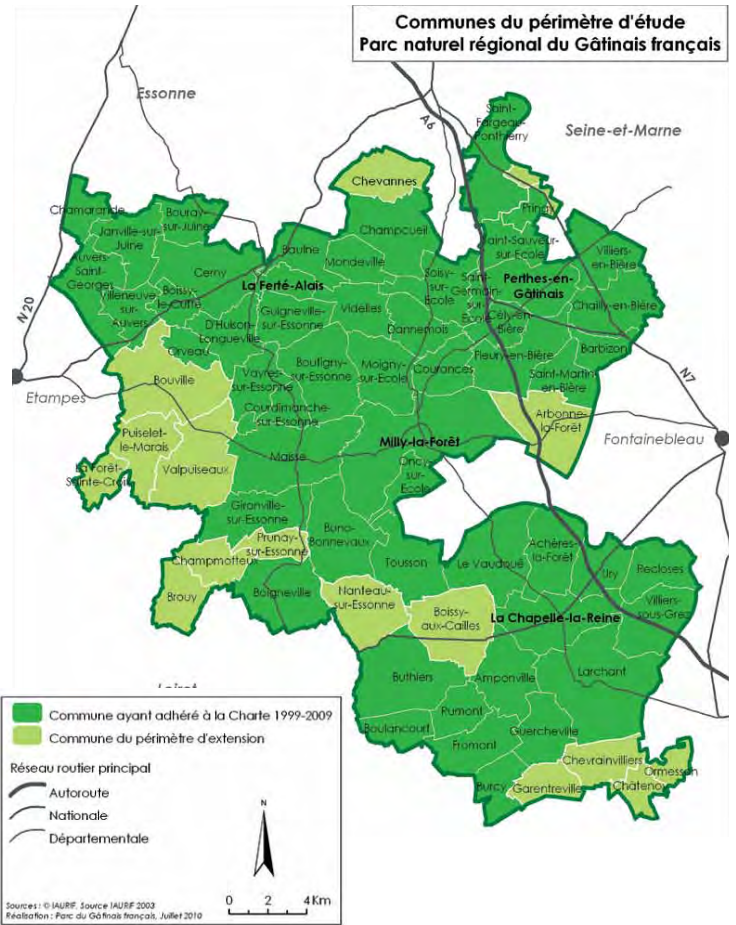 Communes du périmètre d'étude
Parc naturel régional du Gâtinais français
Essonne
Seine-et-Marne
A6
N 20
N7
Etampes
Fontainebleau
Saint-
Fargeau-
Ponthierry
Pringy
Chevannes
Champcueil
Chamarande
Bouray-
sur-Juine
Janville-sur-
Juine
Auvers-
Saint-
Georges
Villeneuve-
sur-
Auvers
Boissy-
le-Cutté
Cerny
Baulne
Mondeville
La Ferté-Alais
Guigneville-
sur-Essonne
D'Huison-
Longueville
Orveau
Videlles
Soisy-
sur-
Ecole
Saint-
Germain-
sur-
Ecole
Saint-Sauveur-
sur-Ecole
Perthes-en-
Gâtinais
Villiers-
en-Bière
Chailly-en-Bière
Cély-en-
Bière
Dannemois
Barbizon
Fleury-en-Bière
Saint-Martin-
en-Bière
Arbonne-
la-Forêt
Courances
Moigny-
sur-Ecole
Boutigny-
sur-Essonne
Vayres-
sur-Essonne
Courdimanche-
sur-Essonne
Bouville
Puiselet-
le-Marais
Valpuiseaux
La Forêt-
Sainte-Croix
Maisse
Milly-la-Forêt
Oncy-
sur-
Ecole
Gironville-
sur-Essonne
Prunay-
sur-Essonne
Buno-
Bonnevaux
Champmotteux
Brouy
Boigneville
Tousson
Nanteau-
sur-Essonne
Boissy-
aux-Cailles
Le Vaudoué
Achères-
la-Forêt
Ury
Recloses
Villiers-
sous-Grez
La Chapelle-la-Reine
Larchant
Buthiers
Amponville
Rumont
Boulancourt
Fromont
Guercheville
Burcy
Garentreville
Chevrainvilliers
Châtenoy
Ormesson
Commune ayant adhéré à la Charte 1999-2009
Commune du périmètre d'extension
Réseau routier principal
Autoroute
Nationale
Départementale
N
0 2 4 Km
Sources : © IAURIF, Source IAURIF 2003
Réalisation : Parc du Gâtinais français, Juillet 2010